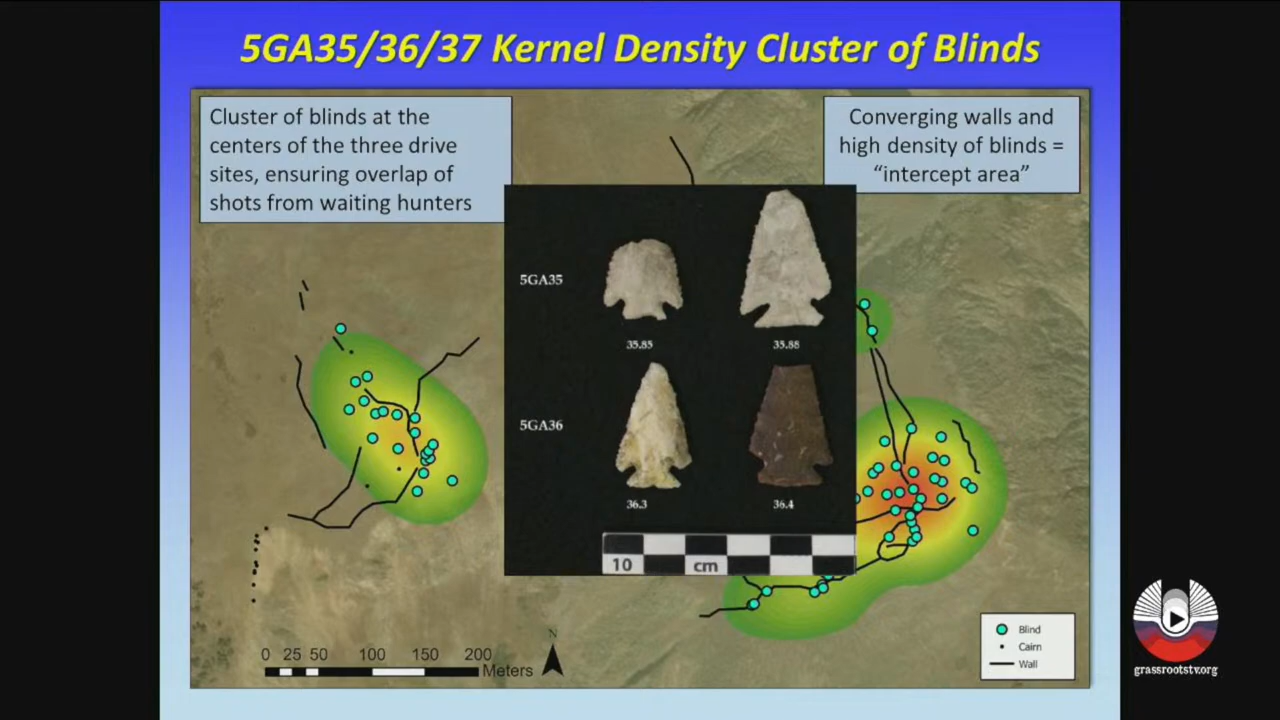 5GA35/36/37 Kernel Density Cluster of Blinds
Cluster of blinds at the
centers of the three drive
sites, ensuring overlap of
shots from waiting hunters
Converging walls and
high density of blinds =
“intercept area”
5GA35
35.85
35.88
5GA36
36.3
36.4
10 cm
0 25 50 100 150 200
Meters
N
Blind
Cairn
Wall
grassrootstv.org